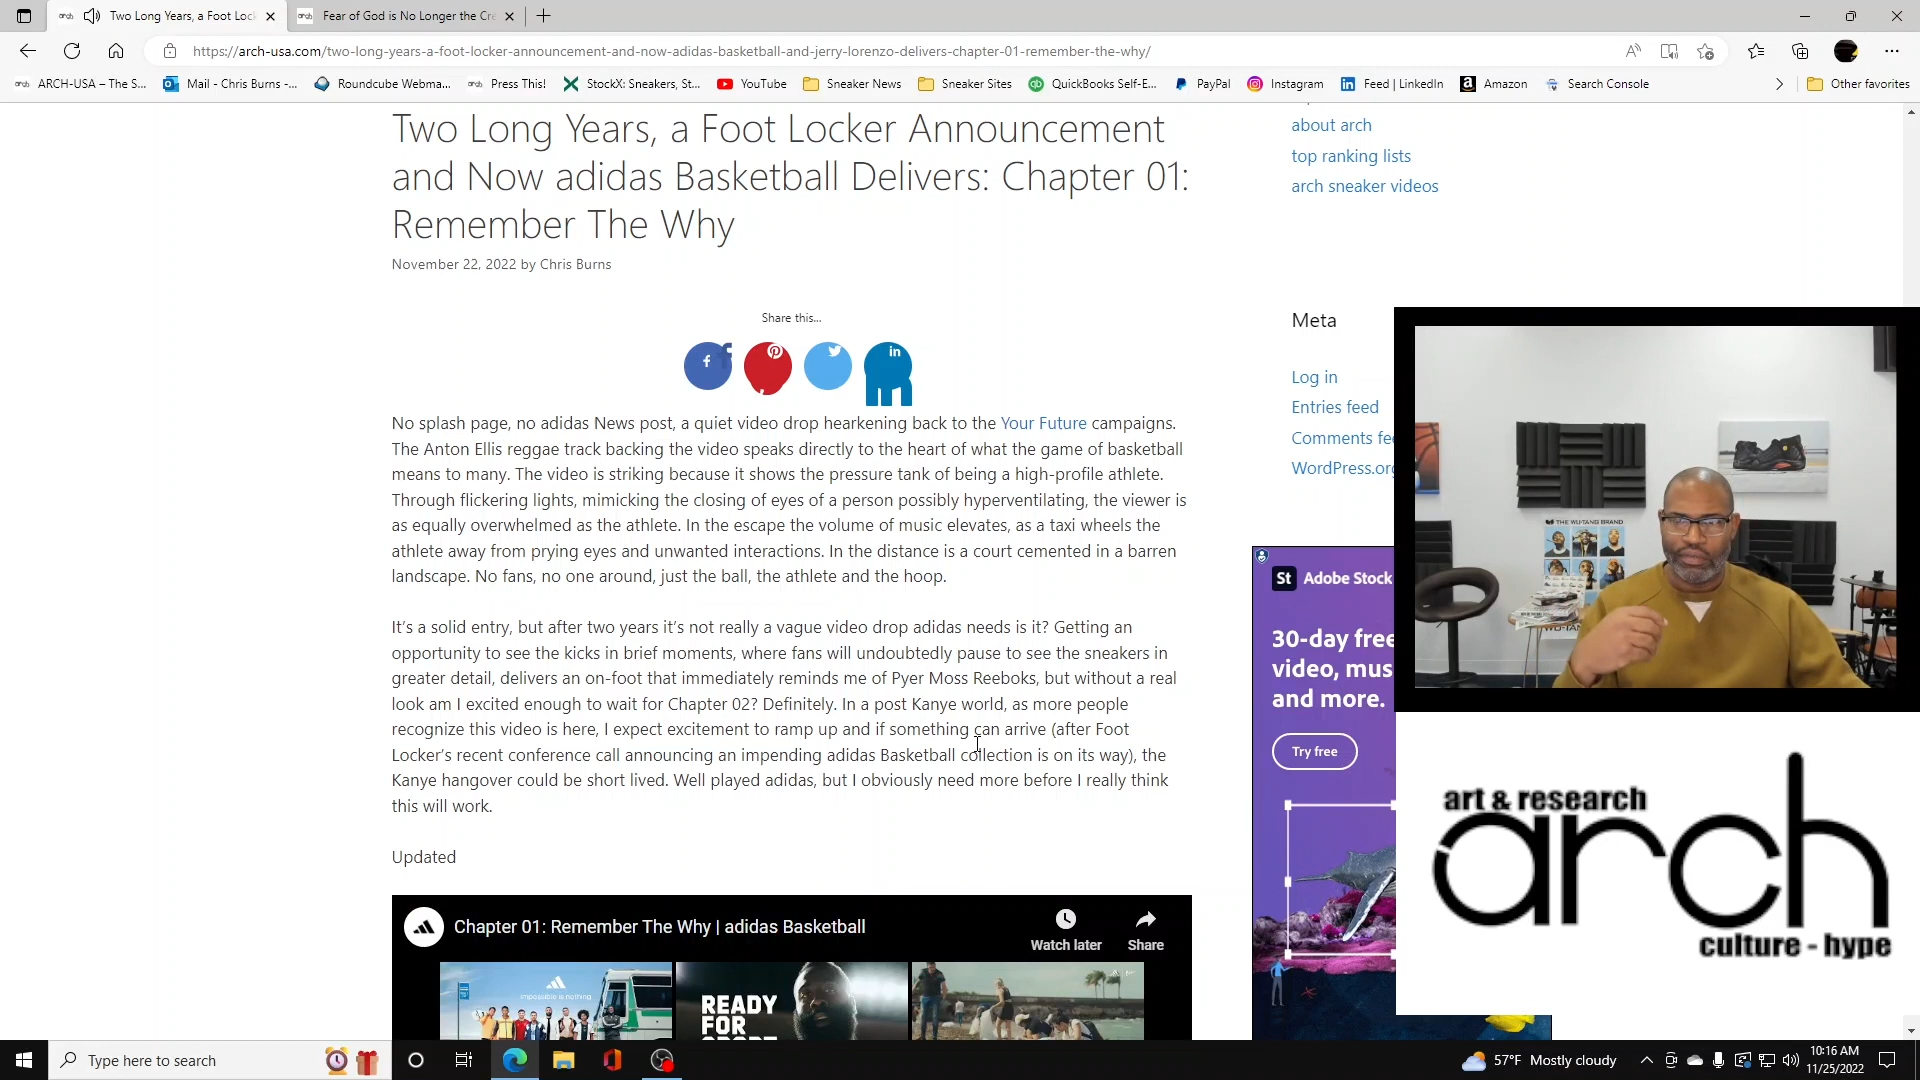 Two Long Years, a Foot Lock
Fear of God is No Longer the Cre
https://arch-usa.com/two-long-years-a-foot-locker-announcement-and-now-adidas-basketball-and-jerry-lorenzo-delivers-chapter-01-remember-the-why/
ARCH-USA – The S...
Mail - Chris Burns -...
Roundcube Webma...
Press This!
StockX: Sneakers, St...
YouTube
Sneaker News
Sneaker Sites
QuickBooks Self-E...
PayPal
Instagram
Feed | LinkedIn
Amazon
Search Console
Other favorites
Two Long Years, a Foot Locker Announcement
and Now adidas Basketball Delivers: Chapter 01:
Remember The Why
November 22, 2022 by Chris Burns
Share this...
No splash page, no adidas News post, a quiet video drop hearkening back to the Your Future campaigns.
The Anton Ellis reggae track backing the video speaks directly to the heart of what the game of basketball
means to many. The video is striking because it shows the pressure tank of being a high-profile athlete.
Through flickering lights, mimicking the closing of eyes of a person possibly hyperventilating, the viewer is
as equally overwhelmed as the athlete. In the escape the volume of music elevates, as a taxi wheels the
athlete away from prying eyes and unwanted interactions. In the distance is a court cemented in a barren
landscape. No fans, no one around, just the ball, the athlete and the hoop.
It's a solid entry, but after two years it's not really a vague video drop adidas needs is it? Getting an
opportunity to see the kicks in brief moments, where fans will undoubtedly pause to see the sneakers in
greater detail, delivers an on-foot that immediately reminds me of Pyer Moss Reeboks, but without a real
look am I excited enough to wait for Chapter 02? Definitely. In a post Kanye world, as more people
recognize this video is here, I expect excitement to ramp up and if something can arrive (after Foot
Locker's recent conference call announcing an impending adidas Basketball collection is on its way), the
Kanye hangover could be short lived. Well played adidas, but I obviously need more before I really think
this will work.
Updated
Chapter 01: Remember The Why | adidas Basketball
Watch later
Share
impossible is nothing
READY
FOR
SPORT
about arch
top ranking lists
arch sneaker videos
Meta
Log in
Entries feed
Comments fe
WordPress.org
St Adobe Stock
30-day free
video, mus
and more.
Try free
THE WU-TANG BRAND
WU-TAN
art & research
arch
culture - hype
Type here to search
57°F Mostly cloudy
10:16 AM
11/25/2022